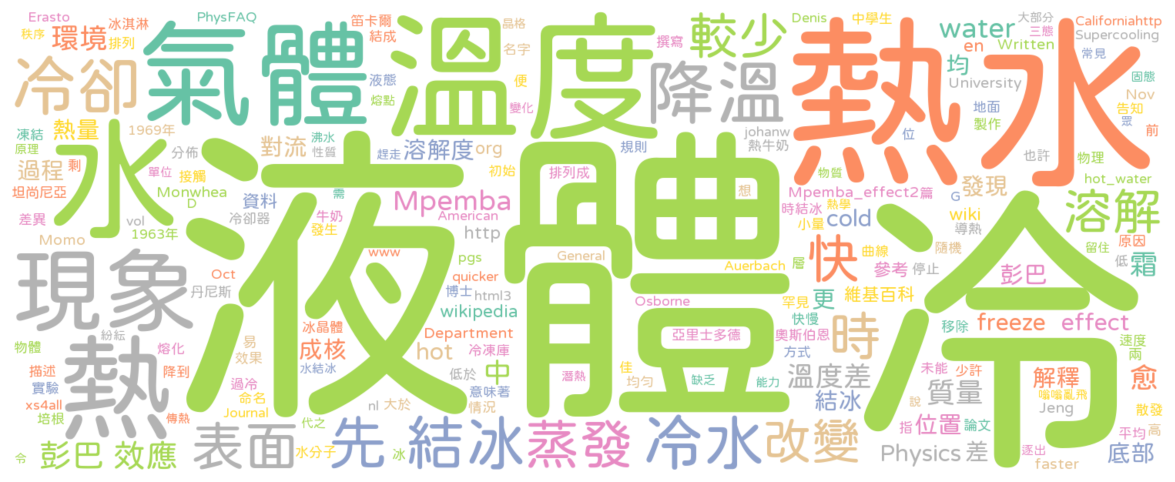 Erasto
PhysFAQ
冰淇淋
笛卡爾
晶格
Denis
中學生
大部分
Californiahttp
秩序
環境
排列
結成
名字
撰寫
較少
water
en
三態
Supercooling
氣體
溫度
Written
常見
冷卻
液態
使
降溫
均
University
固態
熔點
變化
熱水
Nov
凍結
熱量
1969年
沸水
地面
告知
原理
分佈
對流
性質
趕走
溶解度
org
規則
johanw
熱牛奶
位
製作
眾
前
水
過程
剩
單位
接觸
初始
排列成
也許
物理
坦尚尼亞
Monwhea
D
資料
Mpemba
想
物質
Mpemba_effect2篇
發現
hot_water
差異
vol
冷卻器
牛奶
需
時結冰
熱學
G
溶解
Momo
1963年
發生
American
http
小量
cold
wiki
導熱
留住
現象
液體
冷
Oct
www
pgs
General
Auerbach
層
快
曲線
隨機
原因
低
霜
丹尼斯
博士
html3
quicker
罕見
參考
停止
彭巴
紛紜
冰晶體
wikipedia
Osborne
更
維基百科
物體
熔化
易
效果
成核
Department
亞里士多德
奧斯伯恩
快慢
時
移除
freeze
effect
速度
兩
熱
水結冰
hot
冷凍庫
方式
描述
降到
低於
中
潛熱
佳
均勻
缺乏
能力
溫度差
未能
少許
解釋
愈
實驗
過冷
意味著
結冰
質量
嗡嗡亂飛
xs4all
傳熱
命名
Journal
nl
大於
情況
說
指
位置
論文
Jeng
散發
培根
代之
平均
高
令
彭巴
效應
表面
水分子
冰
先
結冰
蒸發
冷水
改變
Physics
差
faster
逐出
底部